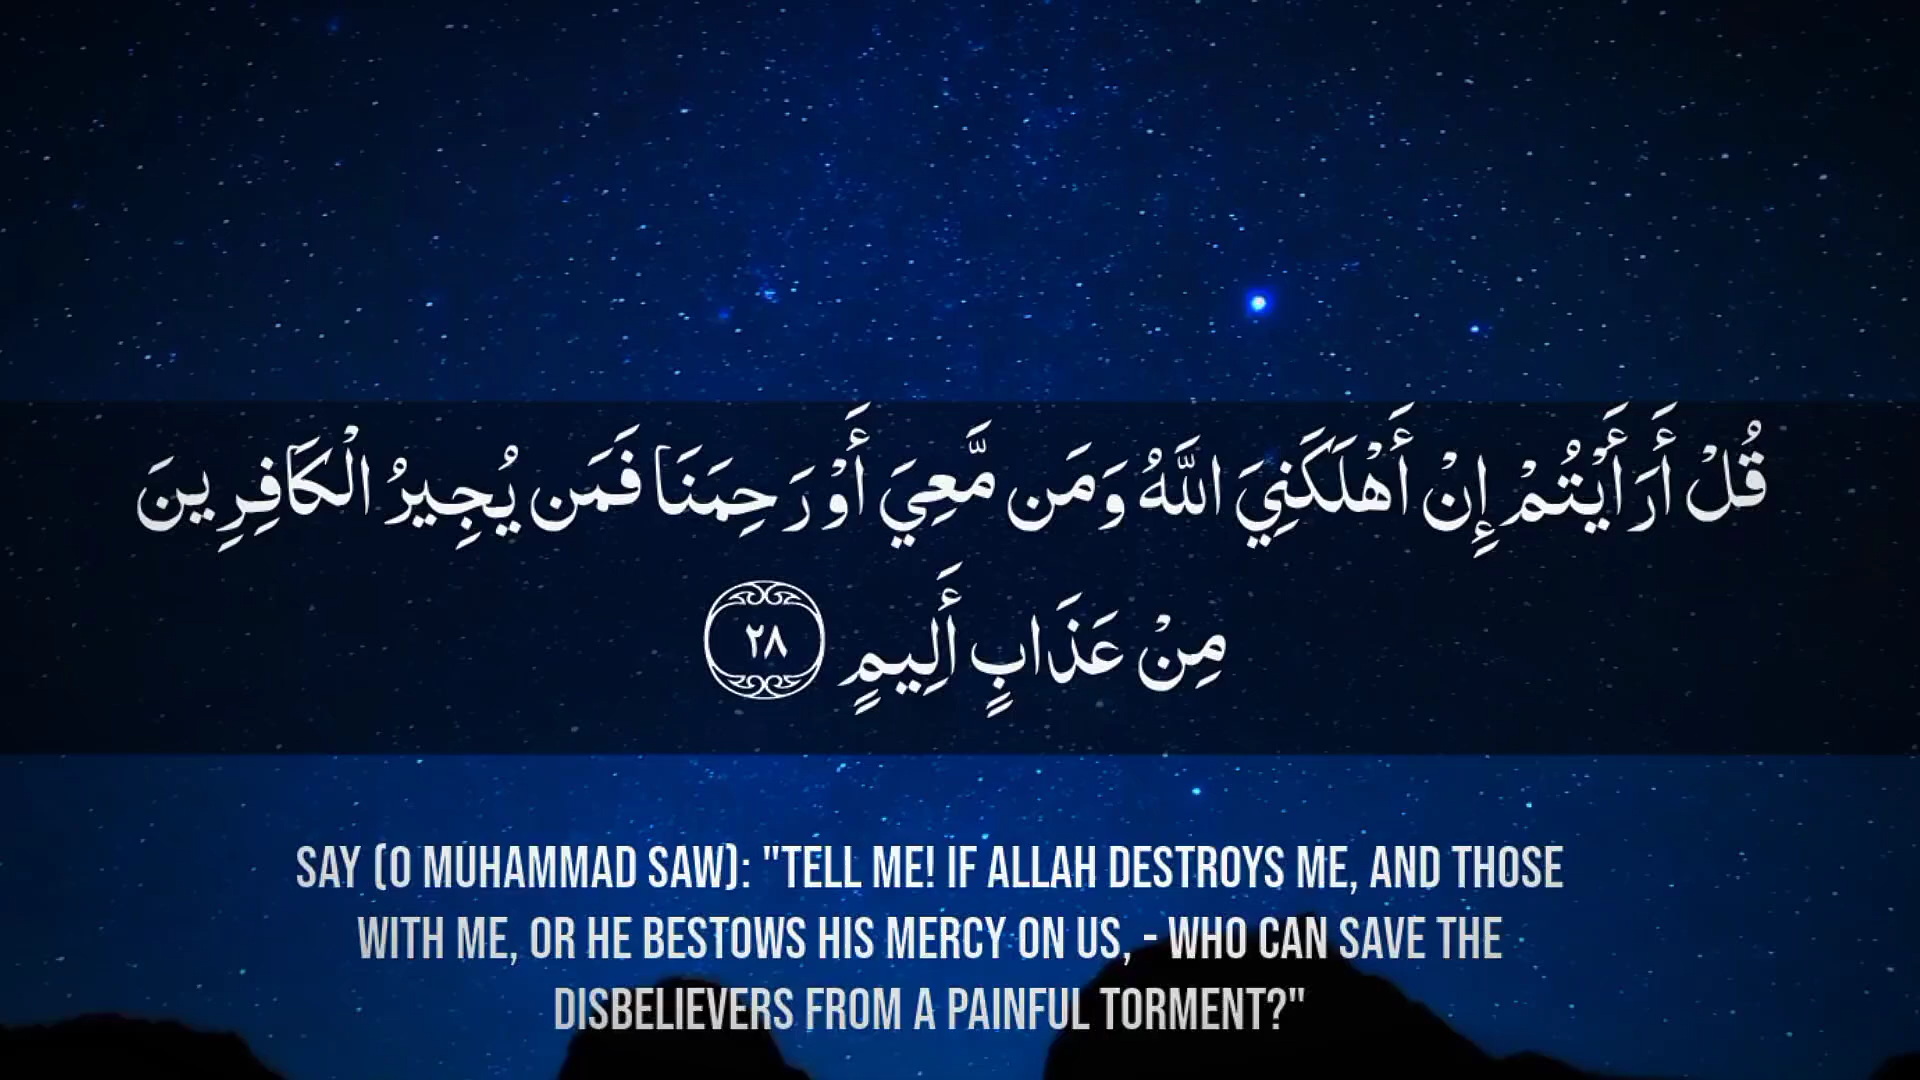 قُلْ أَرَأَيْتُمْ إِنْ أَهْلَكَنِيَ اللَّهُ وَمَن مَّعِيَ أَوْ رَحِمَنَا فَمَن يُجِيرُ الْكَافِرِينَ
مِنْ عَذَابٍ أَلِيمٍ ٢٨
SAY (O MUHAMMAD SAW): "TELL ME! IF ALLAH DESTROYS ME, AND THOSE
WITH ME, OR HE BESTOWS HIS MERCY ON US, - WHO CAN SAVE THE
DISBELIEVERS FROM A PAINFUL TORMENT?"